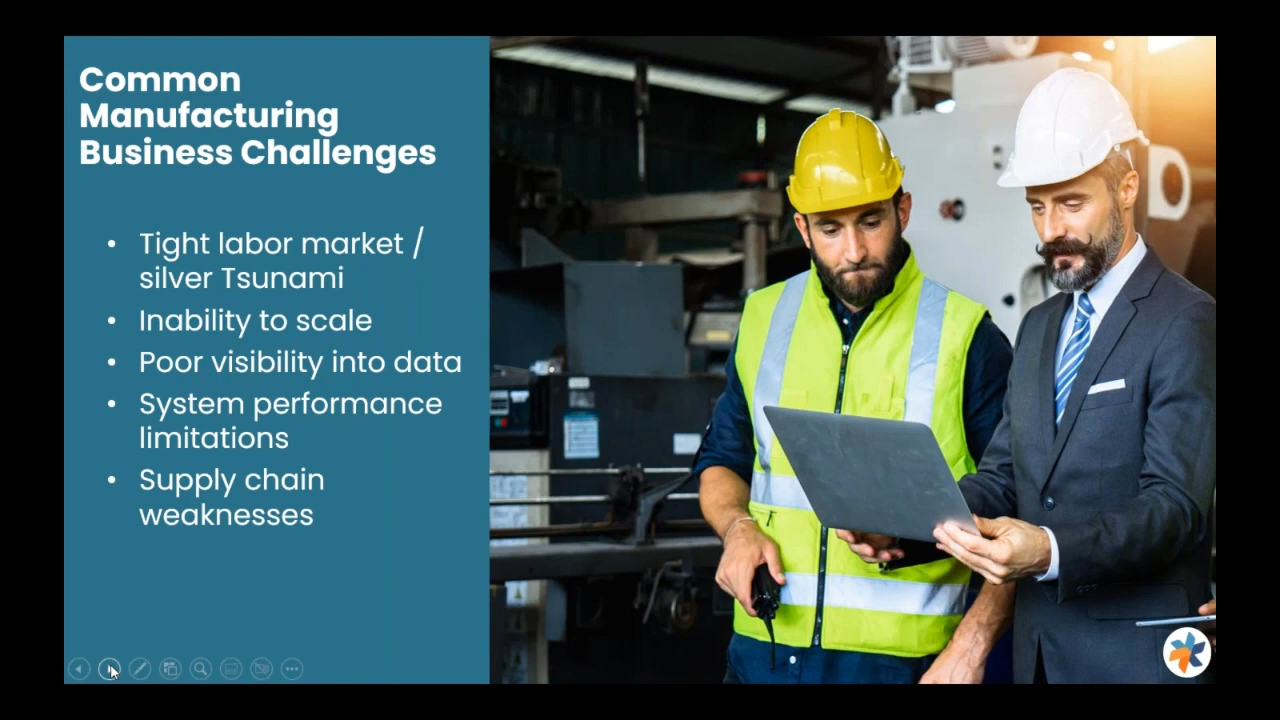 Common
Manufacturing
Business Challenges
• Tight labor market /
silver Tsunami
• Inability to scale
• Poor visibility into data
• System performance
limitations
• Supply chain
weaknesses